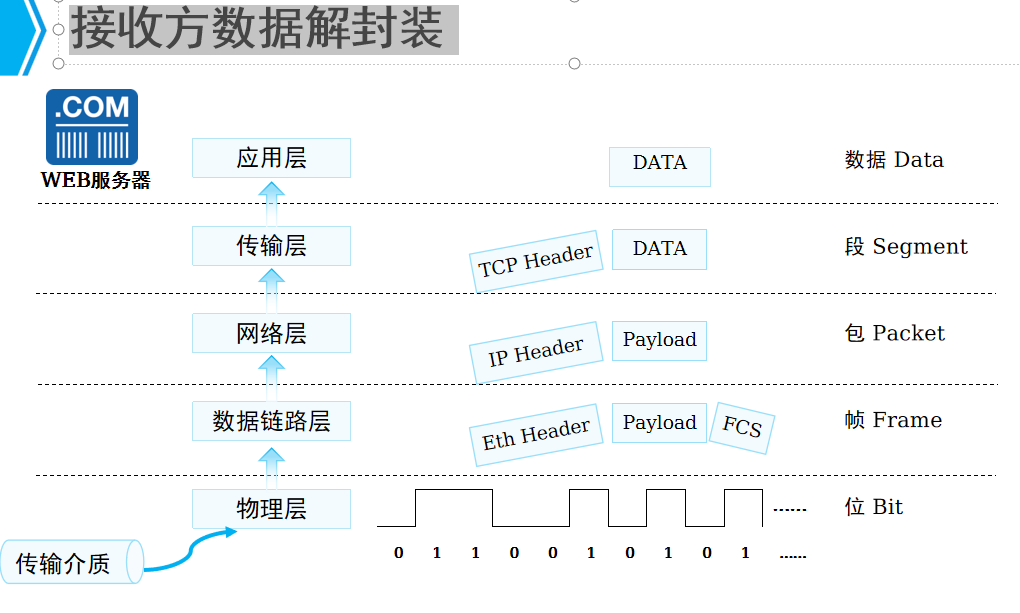 接收方数据解封装
.COM
WEB服务器
应用层 DATA 数据 Data
传输层 TCP Header DATA 段 Segment
网络层 IP Header Payload 包 Packet
数据链路层 Eth Header Payload FCS 帧 Frame
物理层 ...... 位 Bit
传输介质 0 1 1 0 0 1 0 1 0 1 ......